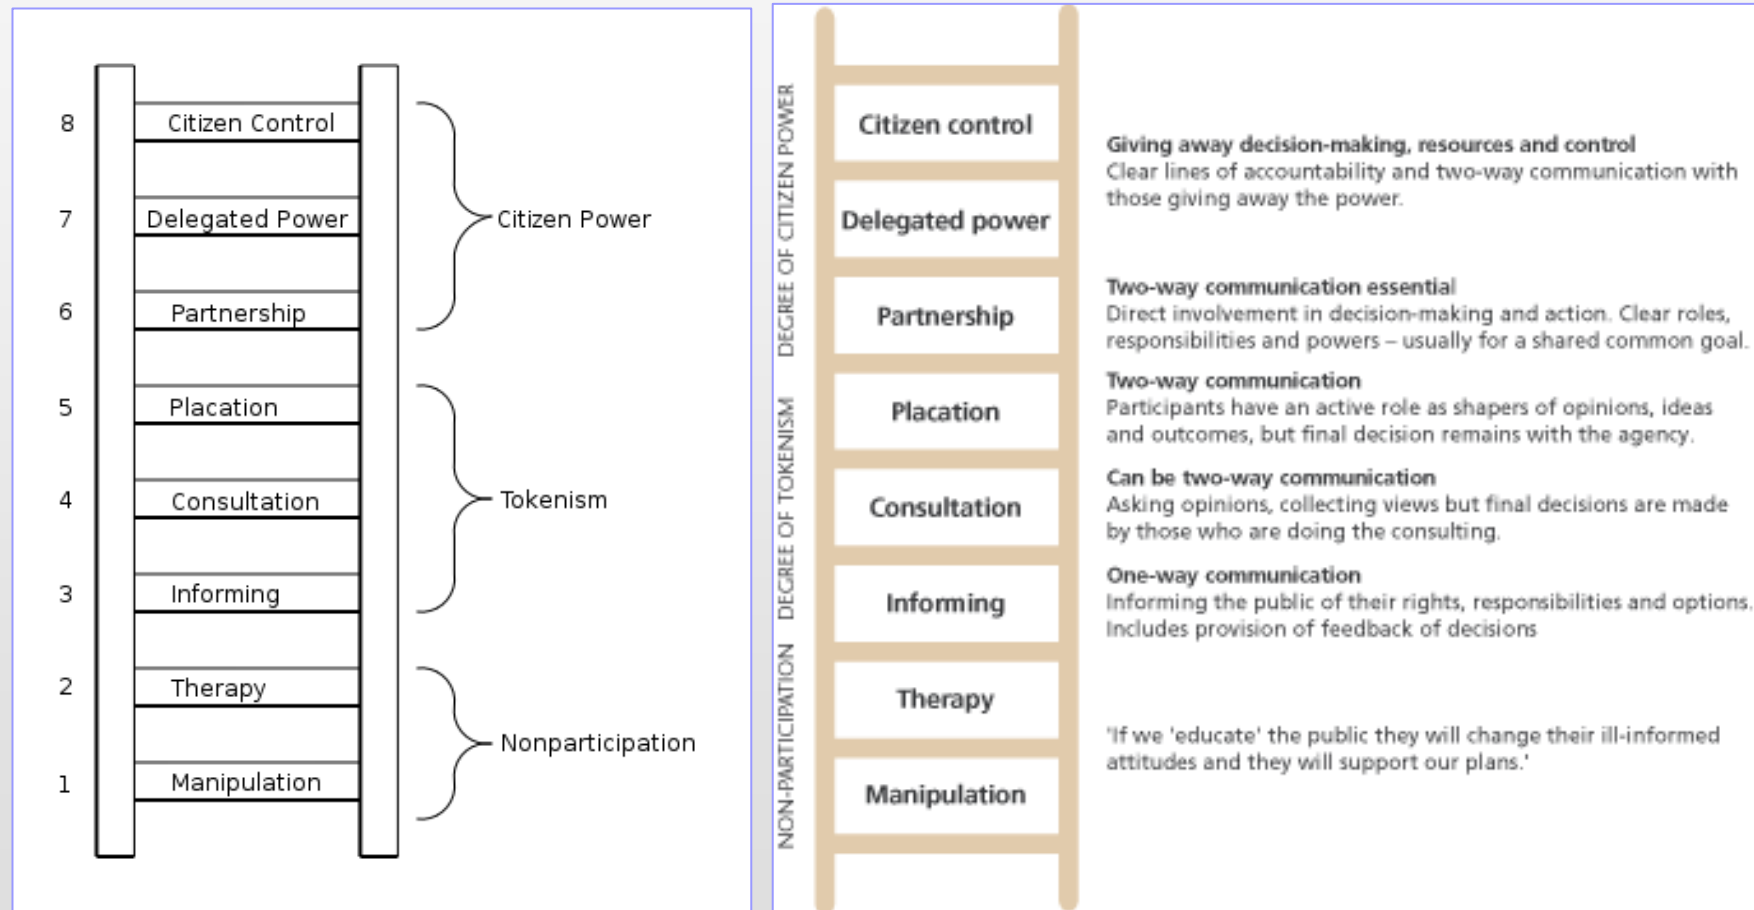 8 Citizen Control
7 Delegated Power
Citizen Power
6 Partnership
5 Placation
4 Consultation
Tokenism
3 Informing
2 Therapy
Nonparticipation
1 Manipulation
DEGREE OF CITIZEN POWER
DEGREE OF TOKENISM
NON-PARTICIPATION
Citizen control
Delegated power
Partnership
Placation
Consultation
Informing
Therapy
Manipulation
Giving away decision-making, resources and control
Clear lines of accountability and two-way communication with
those giving away the power.
Two-way communication essential
Direct involvement in decision-making and action. Clear roles,
responsibilities and powers – usually for a shared common goal.
Two-way communication
Participants have an active role as shapers of opinions, ideas
and outcomes, but final decision remains with the agency.
Can be two-way communication
Asking opinions, collecting views but final decisions are made
by those who are doing the consulting.
One-way communication
Informing the public of their rights, responsibilities and options.
Includes provision of feedback of decisions
'If we 'educate' the public they will change their ill-informed
attitudes and they will support our plans.'